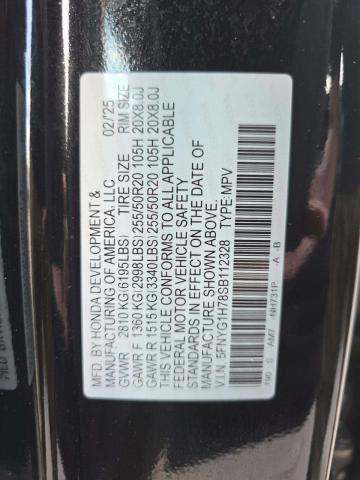 MFD BY HONDA DEVELOPMENT & 02/25
MANUFACTURING OF AMERICA, LLC.
GVWR 2810 KG(6195LBS) TIRE SIZE RIM SIZE
GAWR F 1360 KG(2998LBS)255/50R20 105H 20X8.0J
GAWR R 1515 KG(3340LBS)255/50R20 105H 20X8.0J
THIS VEHICLE CONFORMS TO ALL APPLICABLE
FEDERAL MOTOR VEHICLE SAFETY
STANDARDS IN EFFECT ON THE DATE OF
MANUFACTURE SHOWN ABOVE.
V.I.N. 5FNYG1H78SB112328 TYPE:MPV
AM7 NH731P A B